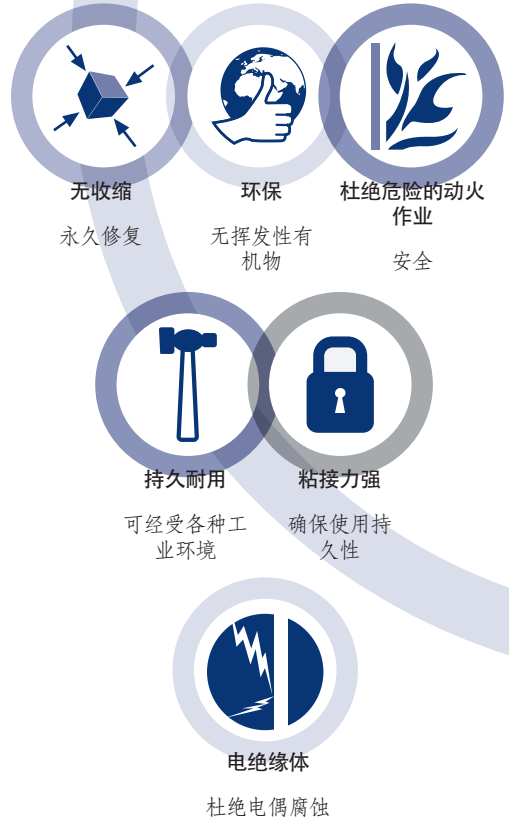 无收缩
永久修复
环保
无挥发性有
机物
杜绝危险的动火
作业
安全
持久耐用
可经受各种工
业环境
粘接力强
确保使用持
久性
电绝缘体
杜绝电偶腐蚀